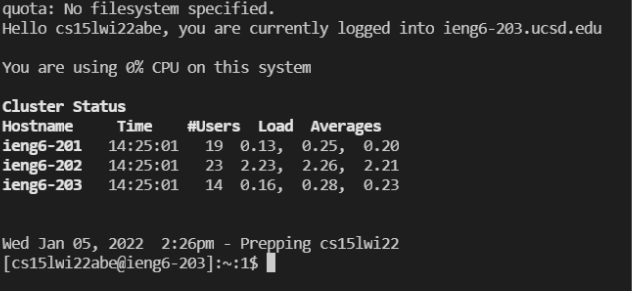 quota: No filesystem specified.
Hello cs15lwi22abe, you are currently logged into ieng6-203.ucsd.edu
You are using 0% CPU on this system
Cluster Status
Hostname     Time    #Users  Load  Averages
ieng6-201   14:25:01   19  0.13,  0.25,  0.20
ieng6-202   14:25:01   23  2.23,  2.26,  2.21
ieng6-203   14:25:01   14  0.16,  0.28,  0.23
Wed Jan 05, 2022  2:26pm - Prepping cs15lwi22
[cs15lwi22abe@ieng6-203]:~:1$